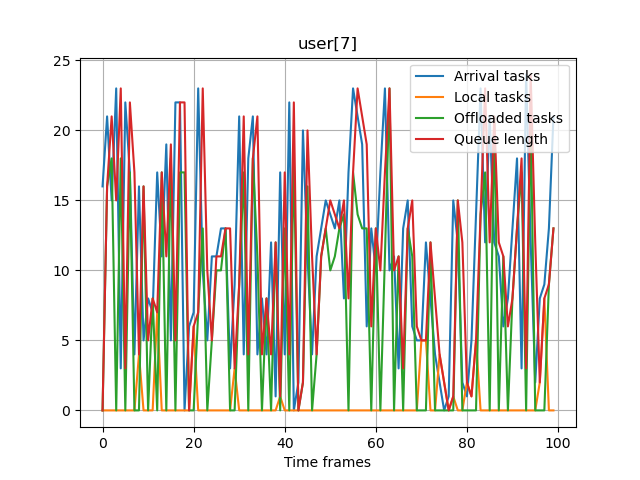 user[7]
25
20
15
10
5
0
Arrival tasks
Local tasks
Offloaded tasks
Queue length
0
20
40
60
80
100
Time frames